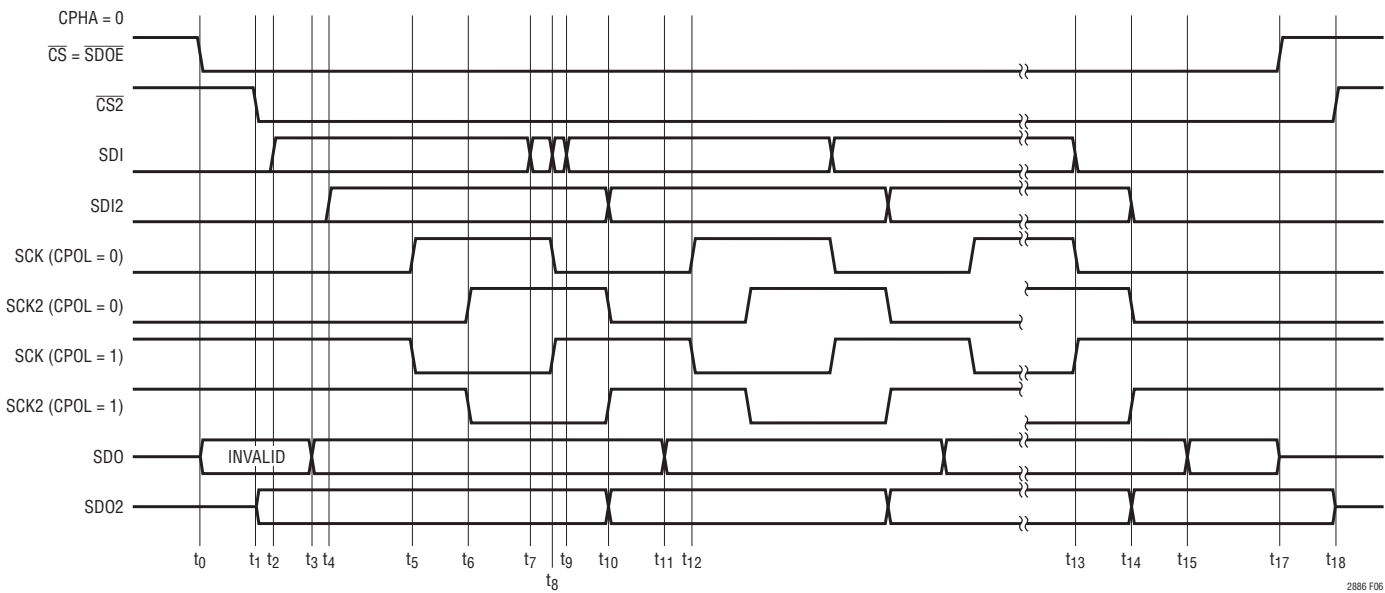 CPHA = 0
CS = SDOE
CS2
SDI
SDI2
SCK (CPOL = 0)
SCK2 (CPOL = 0)
SCK (CPOL = 1)
SCK2 (CPOL = 1)
SDO
INVALID
SDO2
t0 t1 t2 t3 t4 t5 t6 t7 t8 t9 t10 t11 t12 t13 t14 t15 t17 t18
2886 F06